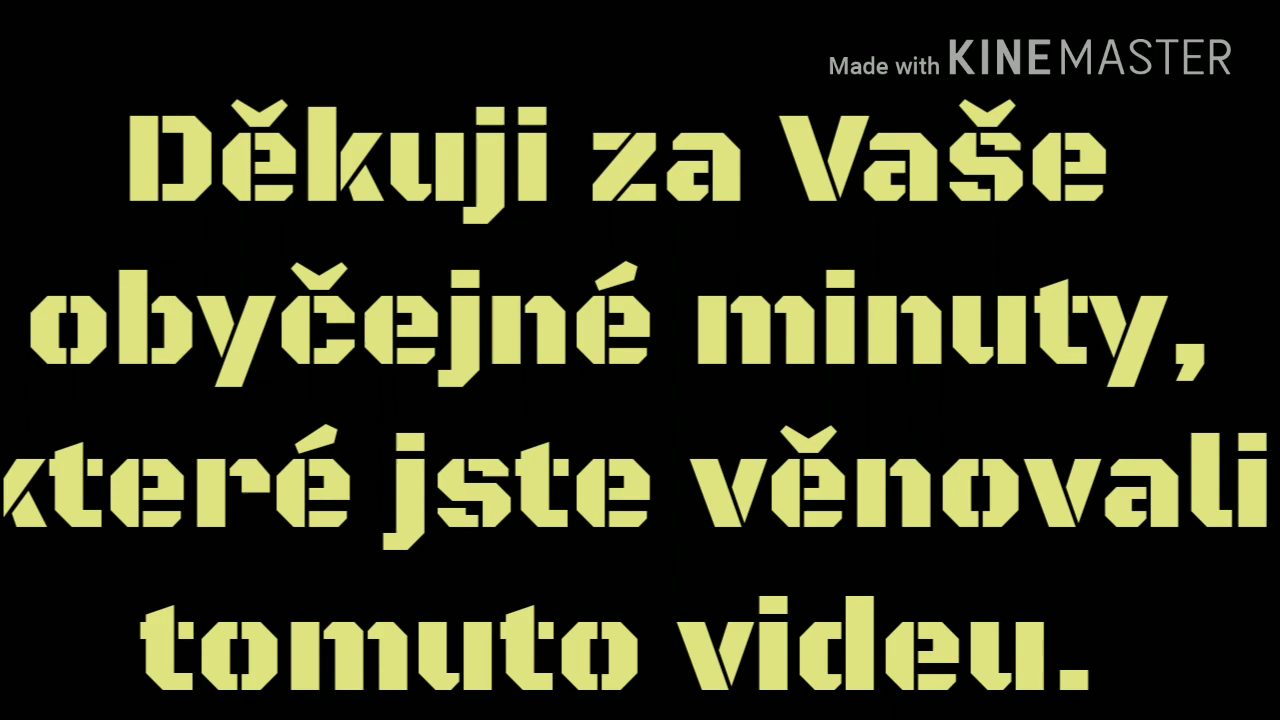 Made with KINEMASTER
Děkuji za Vaše
obyčejné minuty,
které jste věnovali
tomuto videu.